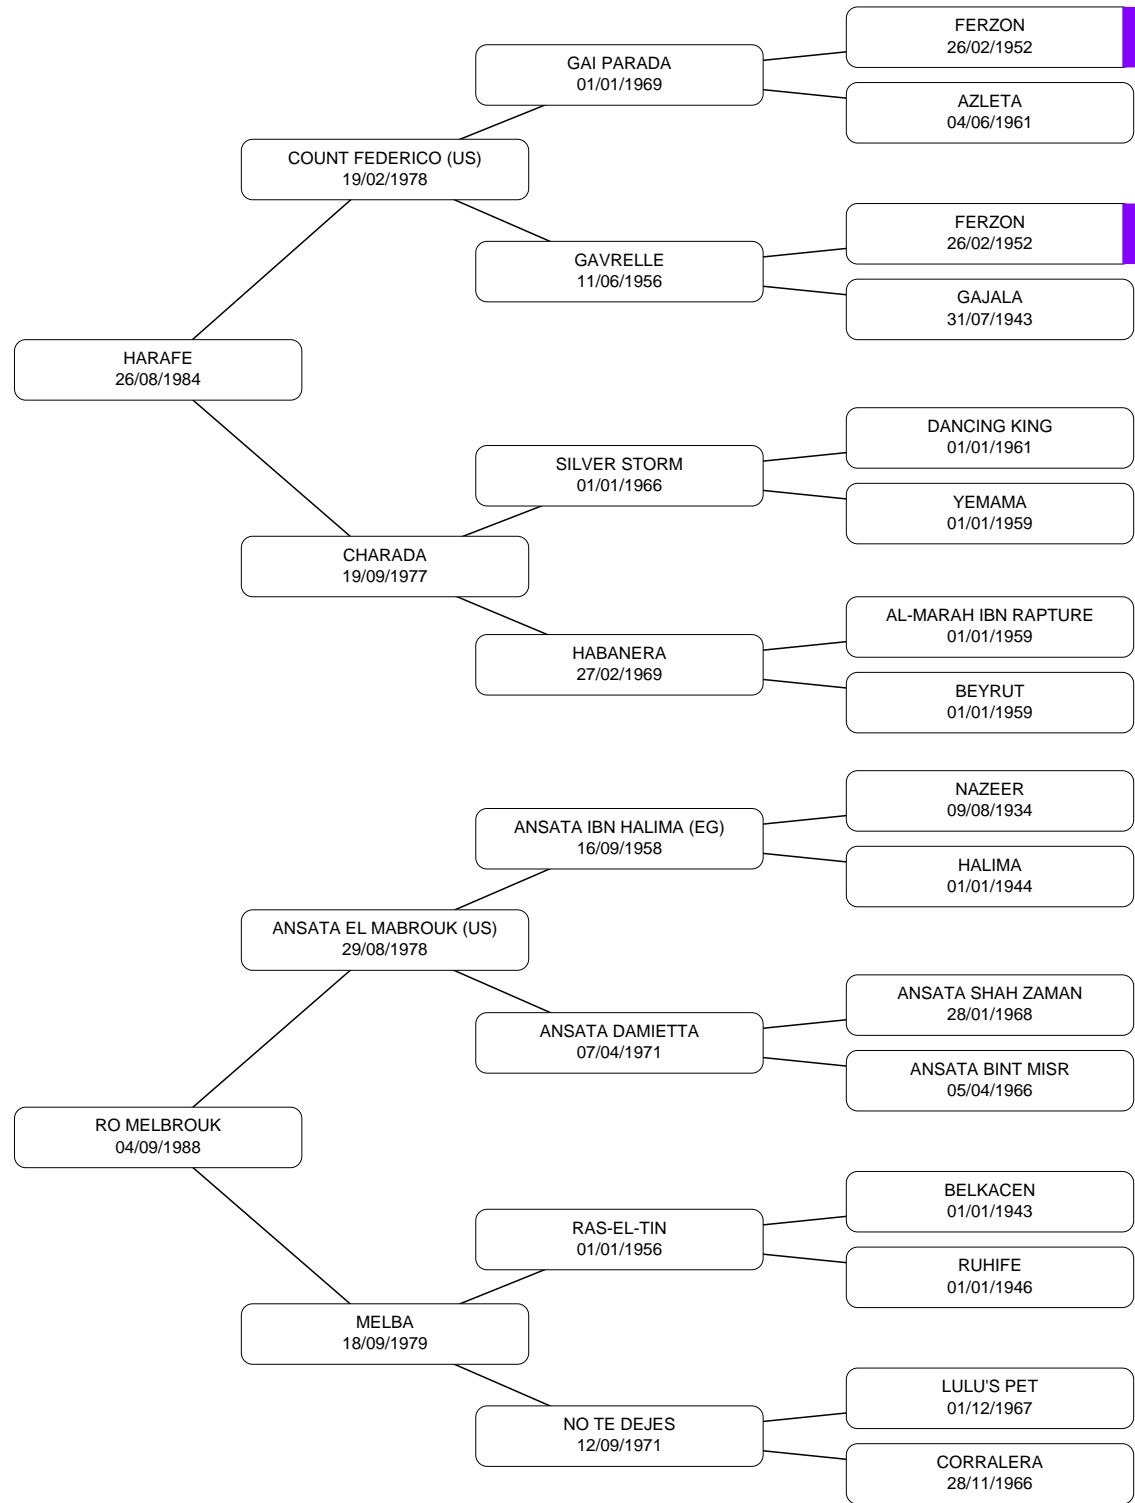 FERZON
26/02/1952
GAI PARADA
01/01/1969
AZLETA
04/06/1961
COUNT FEDERICO (US)
19/02/1978
FERZON
26/02/1952
GAVRELLE
11/06/1956
GAJALA
31/07/1943
HARAFE
26/08/1984
DANCING KING
01/01/1961
SILVER STORM
01/01/1966
YEMAMA
01/01/1959
CHARADA
19/09/1977
AL-MARAH IBN RAPTURE
01/01/1959
HABANERA
27/02/1969
BEYRUT
01/01/1959
NAZEER
09/08/1934
ANSATA IBN HALIMA (EG)
16/09/1958
HALIMA
01/01/1944
ANSATA EL MABROUK (US)
29/08/1978
ANSATA SHAH ZAMAN
28/01/1968
ANSATA DAMIETTA
07/04/1971
ANSATA BINT MISR
05/04/1966
RO MELBROUK
04/09/1988
BELKACEN
01/01/1943
RAS-EL-TIN
01/01/1956
RUHIFE
01/01/1946
MELBA
18/09/1979
LULU'S PET
01/12/1967
NO TE DEJES
12/09/1971
CORRALERA
28/11/1966